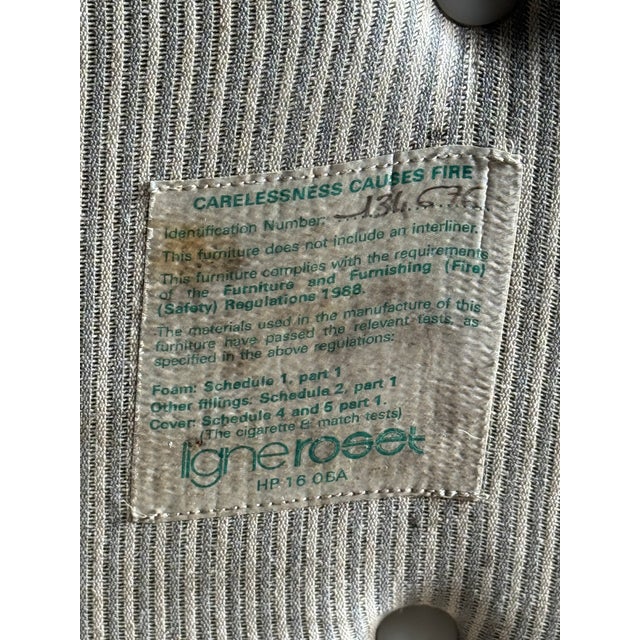 CARELESSNESS CAUSES FIRE
Identification Number:
This furniture does not include an interliner.
This furniture complies with the requirements
of the Furniture and Furnishing (Fire)
(Safety) Regulations 1988.
The materials used in the manufacture of this
furniture have passed the relevant tests, as
specified in the above regulations:
Foam: Schedule 1, part 1
Other fillings: Schedule 2, part 1
Cover: Schedule 4 and 5 part 1.
(The cigarette & match tests)
ligne roset
HP 16 05A